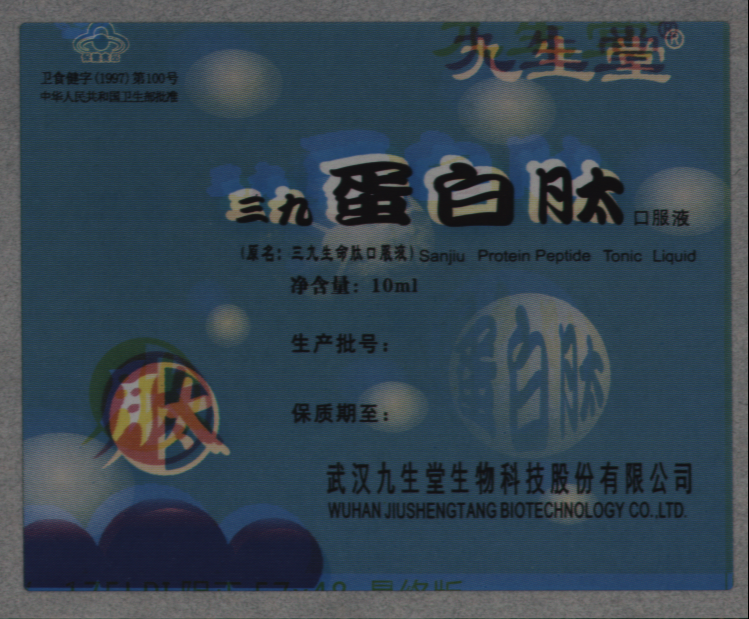 保健食品
卫食健字(1997)第100号
中华人民共和国卫生部批准
九生堂®
三九蛋白肽口服液
(原名：三九生命肽口服液) Sanjiu Protein Peptide Tonic Liquid
净含量：10ml
生产批号：
蛋白肽
肽
保质期至：
武汉九生堂生物科技股份有限公司
WUHAN JIUSHENGTANG BIOTECHNOLOGY CO.,LTD.